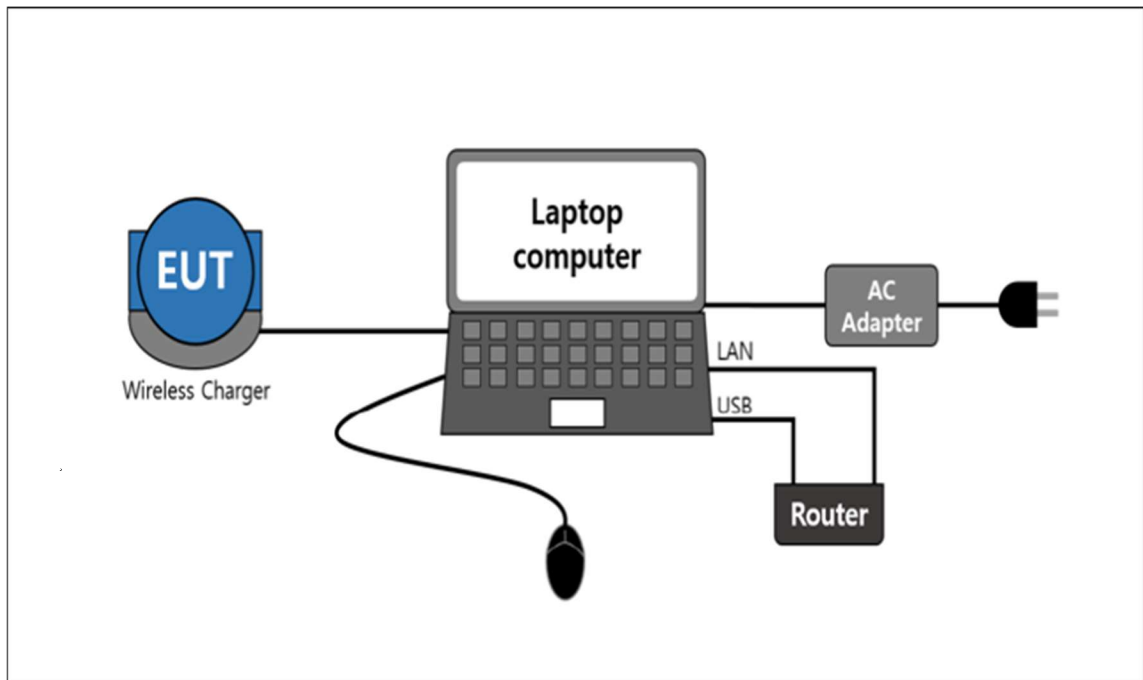 Laptop
computer
EUT
Wireless Charger
AC
Adapter
LAN
USB
Router